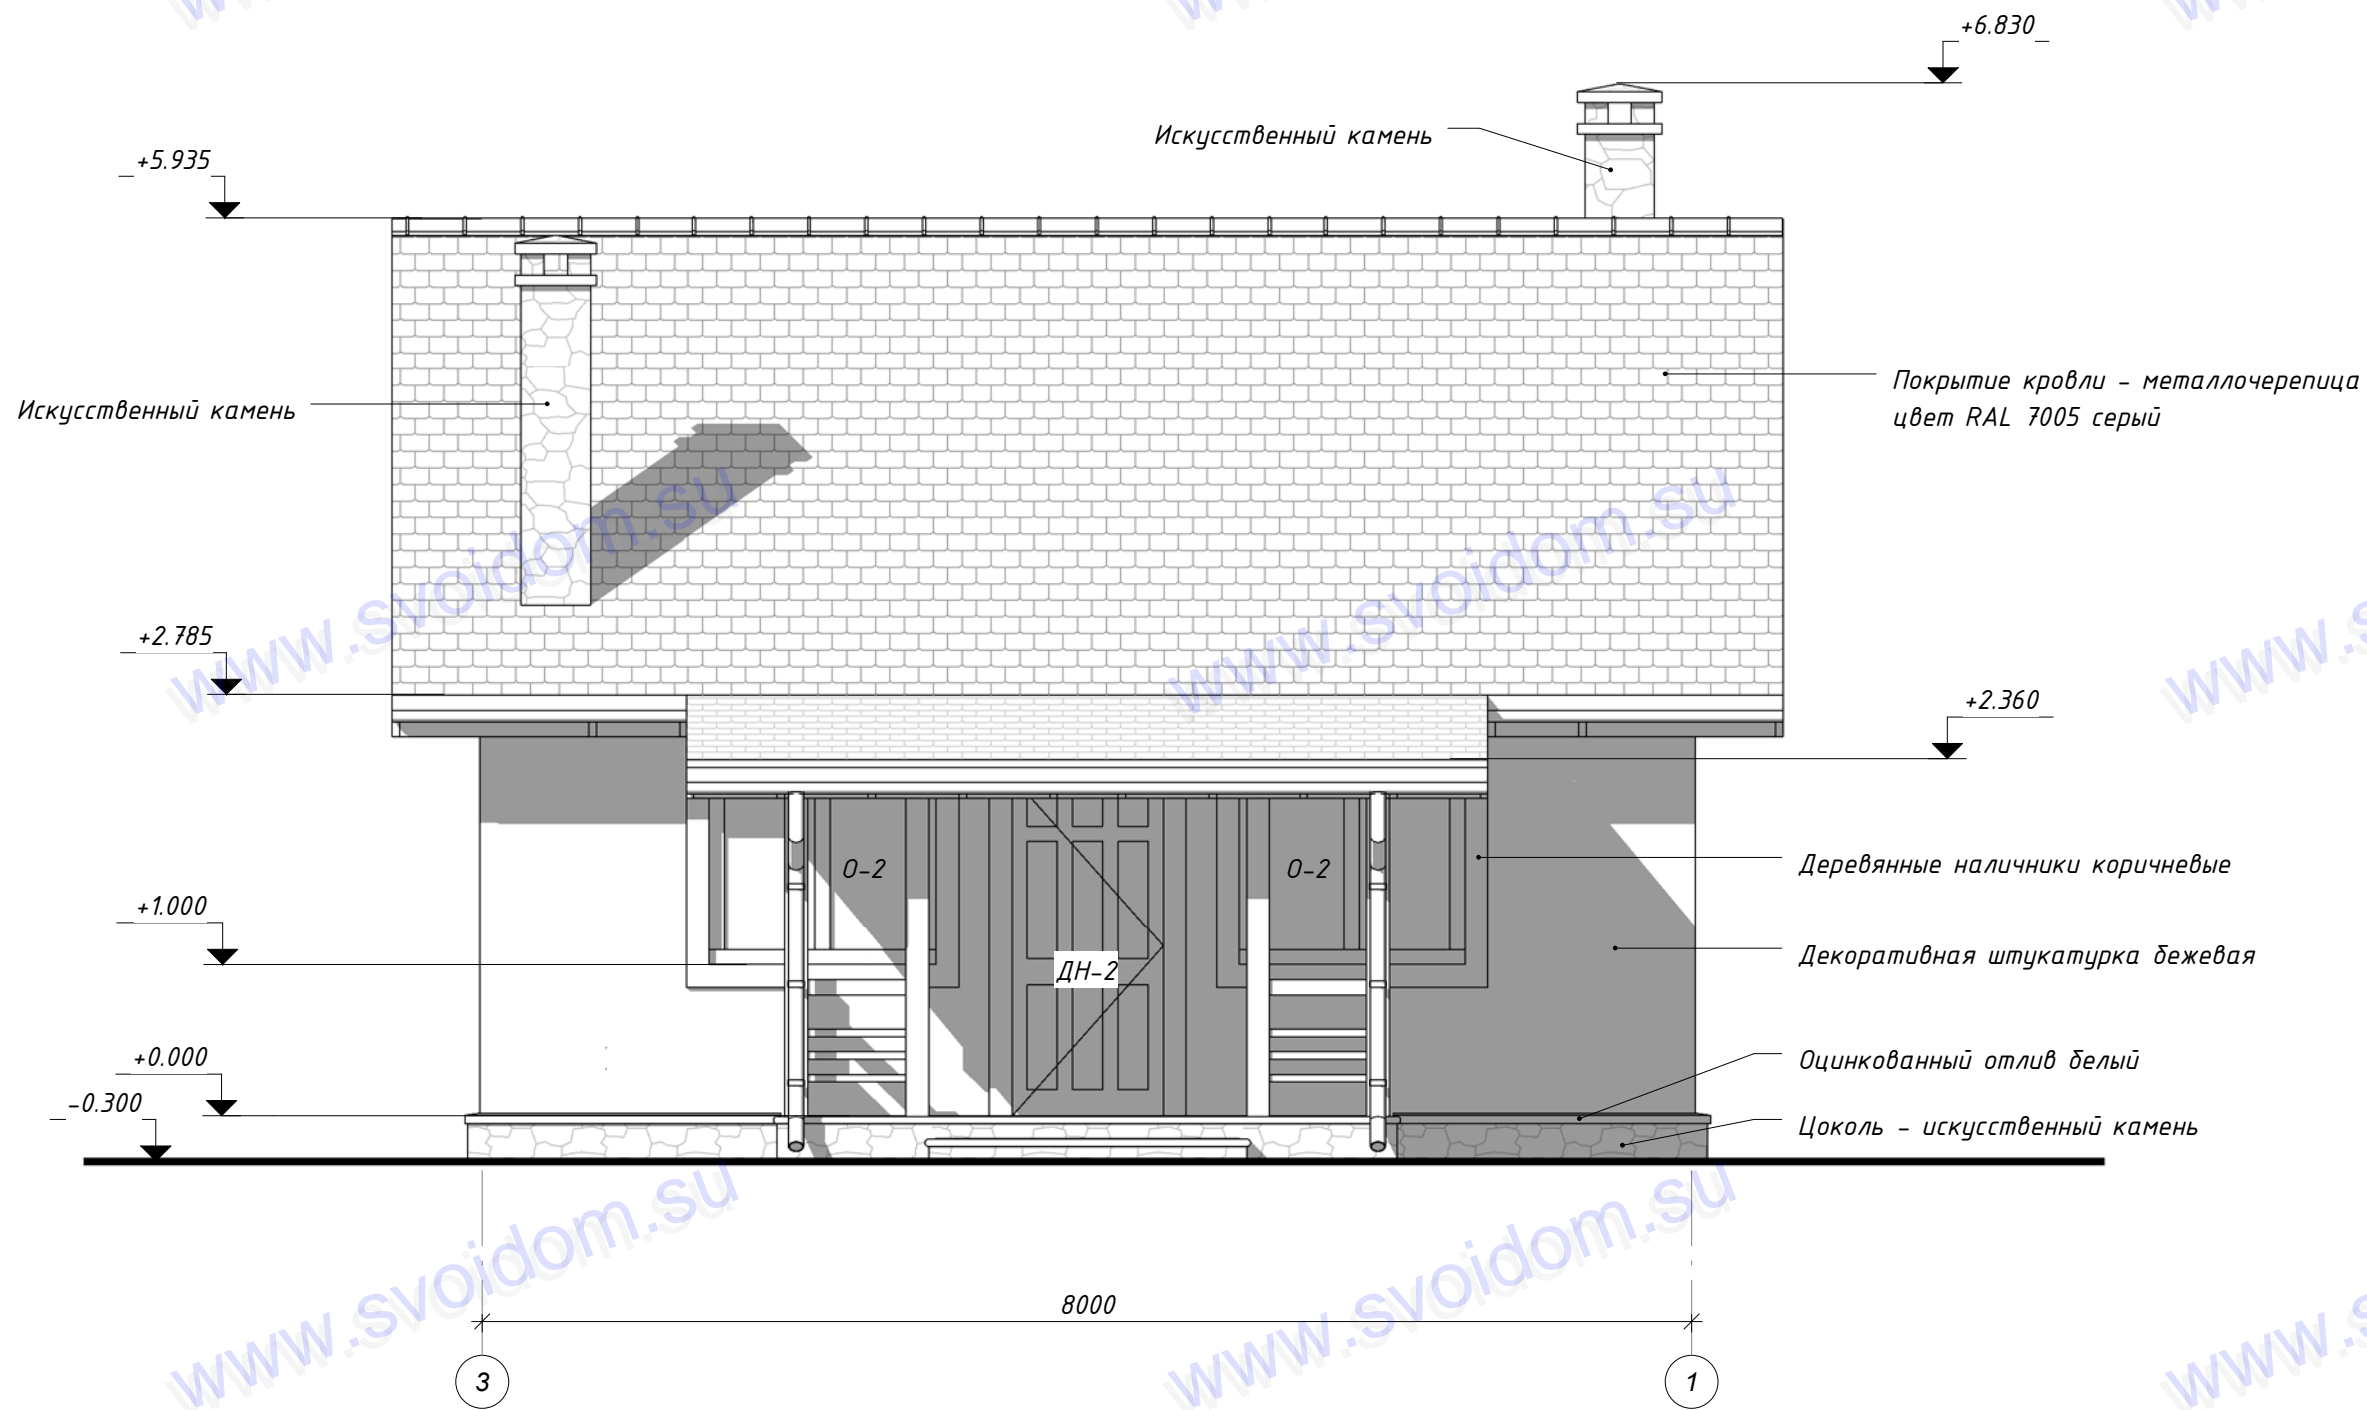 +6.830
Искусственный камень
+5.935
Покрытие кровли - металлочерепица
цвет RAL 7005 серый
Искусственный камень
+2.785
+2.360
О-2
О-2
Деревянные наличники коричневые
+1.000
Декоративная штукатурка бежевая
ДН-2
+0.000
Оцинкованный отлив белый
-0.300
Цоколь - искусственный камень
8000
3
1
www.svoidom.su
www.svoidom.su
www.s
www.svoidom.su
www.svoidom.su
www.s